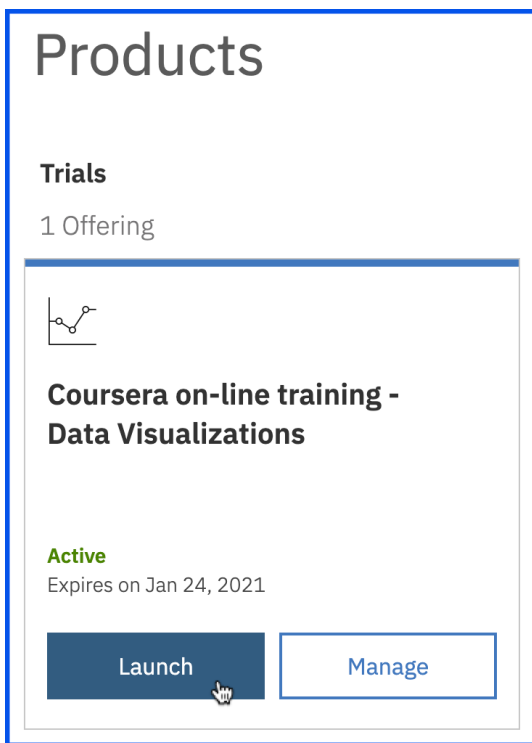 Products
Trials
1 Offering
Coursera on-line training -
Data Visualizations
Active
Expires on Jan 24, 2021
Launch
Manage